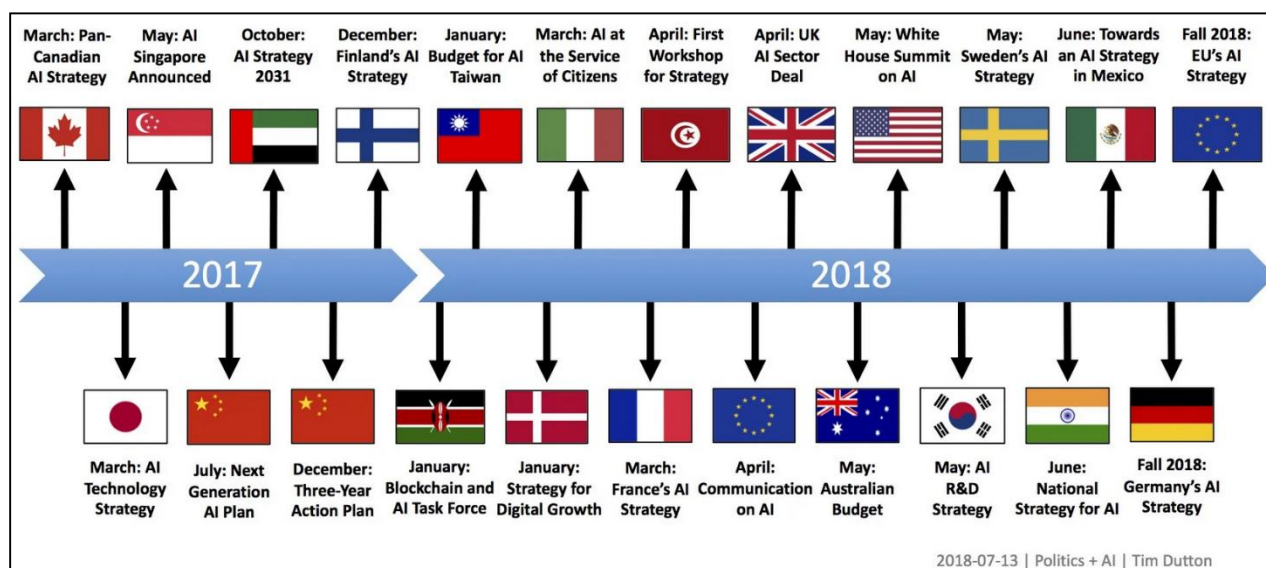 March: Pan-
Canadian
AI Strategy
May: AI
Singapore
Announced
October:
AI Strategy
2031
December:
Finland's AI
Strategy
January:
Budget for AI
Taiwan
March: AI at
the Service
of Citizens
April: First
Workshop
for Strategy
April: UK
AI Sector
Deal
May: White
House Summit
on AI
May:
Sweden's AI
Strategy
June: Towards
an AI Strategy
in Mexico
Fall 2018:
EU's AI
Strategy
2017
2018
March: AI
Technology
Strategy
July: Next
Generation
AI Plan
December:
Three-Year
Action Plan
January:
Blockchain and
AI Task Force
January:
Strategy for
Digital Growth
March:
France's AI
Strategy
April:
Communication
on AI
May:
Australian
Budget
May: AI
R&D
Strategy
June:
National
Strategy for AI
Fall 2018:
Germany's AI
Strategy
2018-07-13 | Politics + AI | Tim Dutton